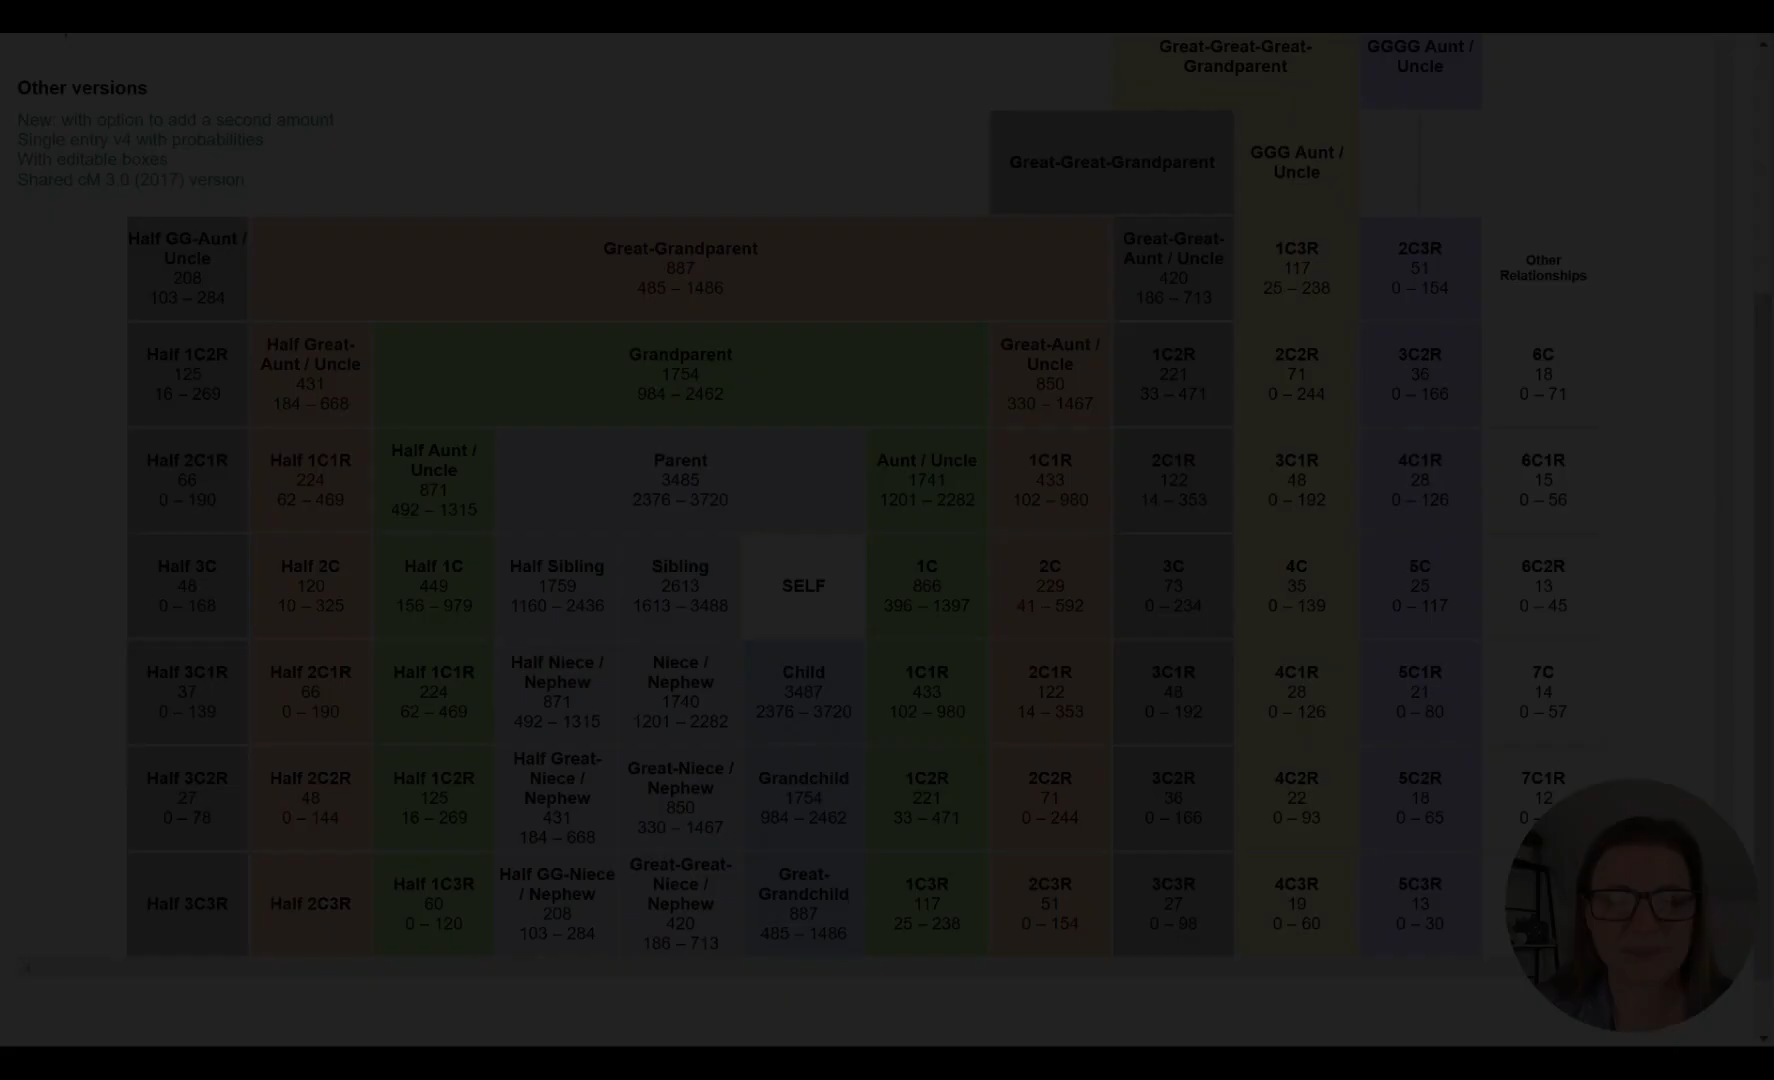 Great-Great-Great-
Grandparent
GGGG Aunt /
Uncle
Other versions
New: with option to add a second amount
Single entry v4 with probabilities
With editable boxes
Shared cM 3.0 (2017) version
Great-Great-Grandparent
GGG Aunt /
Uncle
Half GG-Aunt /
Uncle
208
103 – 284
Great-Grandparent
887
485 – 1486
Great-Great-
Aunt / Uncle
420
186 – 713
1C3R
117
25 – 238
2C3R
51
0 – 154
Other
Relationships
Half 1C2R
125
16 – 269
Half Great-
Aunt / Uncle
431
184 – 668
Grandparent
1754
984 – 2462
Great-Aunt /
Uncle
850
330 – 1467
1C2R
221
33 – 471
2C2R
71
0 – 244
3C2R
36
0 – 166
6C
18
0 – 71
Half 2C1R
66
0 – 190
Half 1C1R
224
62 – 469
Half Aunt /
Uncle
871
492 – 1315
Parent
3485
2376 – 3720
Aunt / Uncle
1741
1201 – 2282
1C1R
433
102 – 980
2C1R
122
14 – 353
3C1R
48
0 – 192
4C1R
28
0 – 126
6C1R
15
0 – 56
Half 3C
48
0 – 168
Half 2C
120
10 – 325
Half 1C
449
156 – 979
Half Sibling
1759
1160 – 2436
Sibling
2613
1613 – 3488
SELF
1C
866
396 – 1397
2C
229
41 – 592
3C
73
0 – 234
4C
35
0 – 139
5C
25
0 – 117
6C2R
13
0 – 45
Half 3C1R
37
0 – 139
Half 2C1R
66
0 – 190
Half 1C1R
224
62 – 469
Half Niece /
Nephew
871
492 – 1315
Niece /
Nephew
1740
1201 – 2282
Child
3487
2376 – 3720
1C1R
433
102 – 980
2C1R
122
14 – 353
3C1R
48
0 – 192
4C1R
28
0 – 126
5C1R
21
0 – 80
7C
14
0 – 57
Half 3C2R
27
0 – 78
Half 2C2R
48
0 – 144
Half 1C2R
125
16 – 269
Half Great-
Niece /
Nephew
431
184 – 668
Great-Niece /
Nephew
850
330 – 1467
Grandchild
1754
984 – 2462
1C2R
221
33 – 471
2C2R
71
0 – 244
3C2R
36
0 – 166
4C2R
22
0 – 93
5C2R
18
0 – 65
7C1R
12
0 –
Half 3C3R
Half 2C3R
Half 1C3R
60
0 – 120
Half GG-Niece
/ Nephew
208
103 – 284
Great-Great-
Niece /
Nephew
420
186 – 713
Great-
Grandchild
887
485 – 1486
1C3R
117
25 – 238
2C3R
51
0 – 154
3C3R
27
0 – 98
4C3R
19
0 – 60
5C3R
13
0 – 30